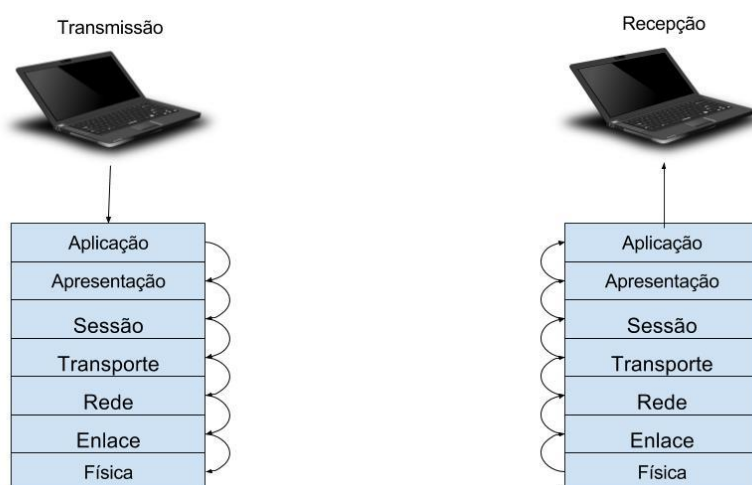 Transmissão
Recepção
Aplicação
Apresentação
Sessão
Transporte
Rede
Enlace
Física
Aplicação
Apresentação
Sessão
Transporte
Rede
Enlace
Física